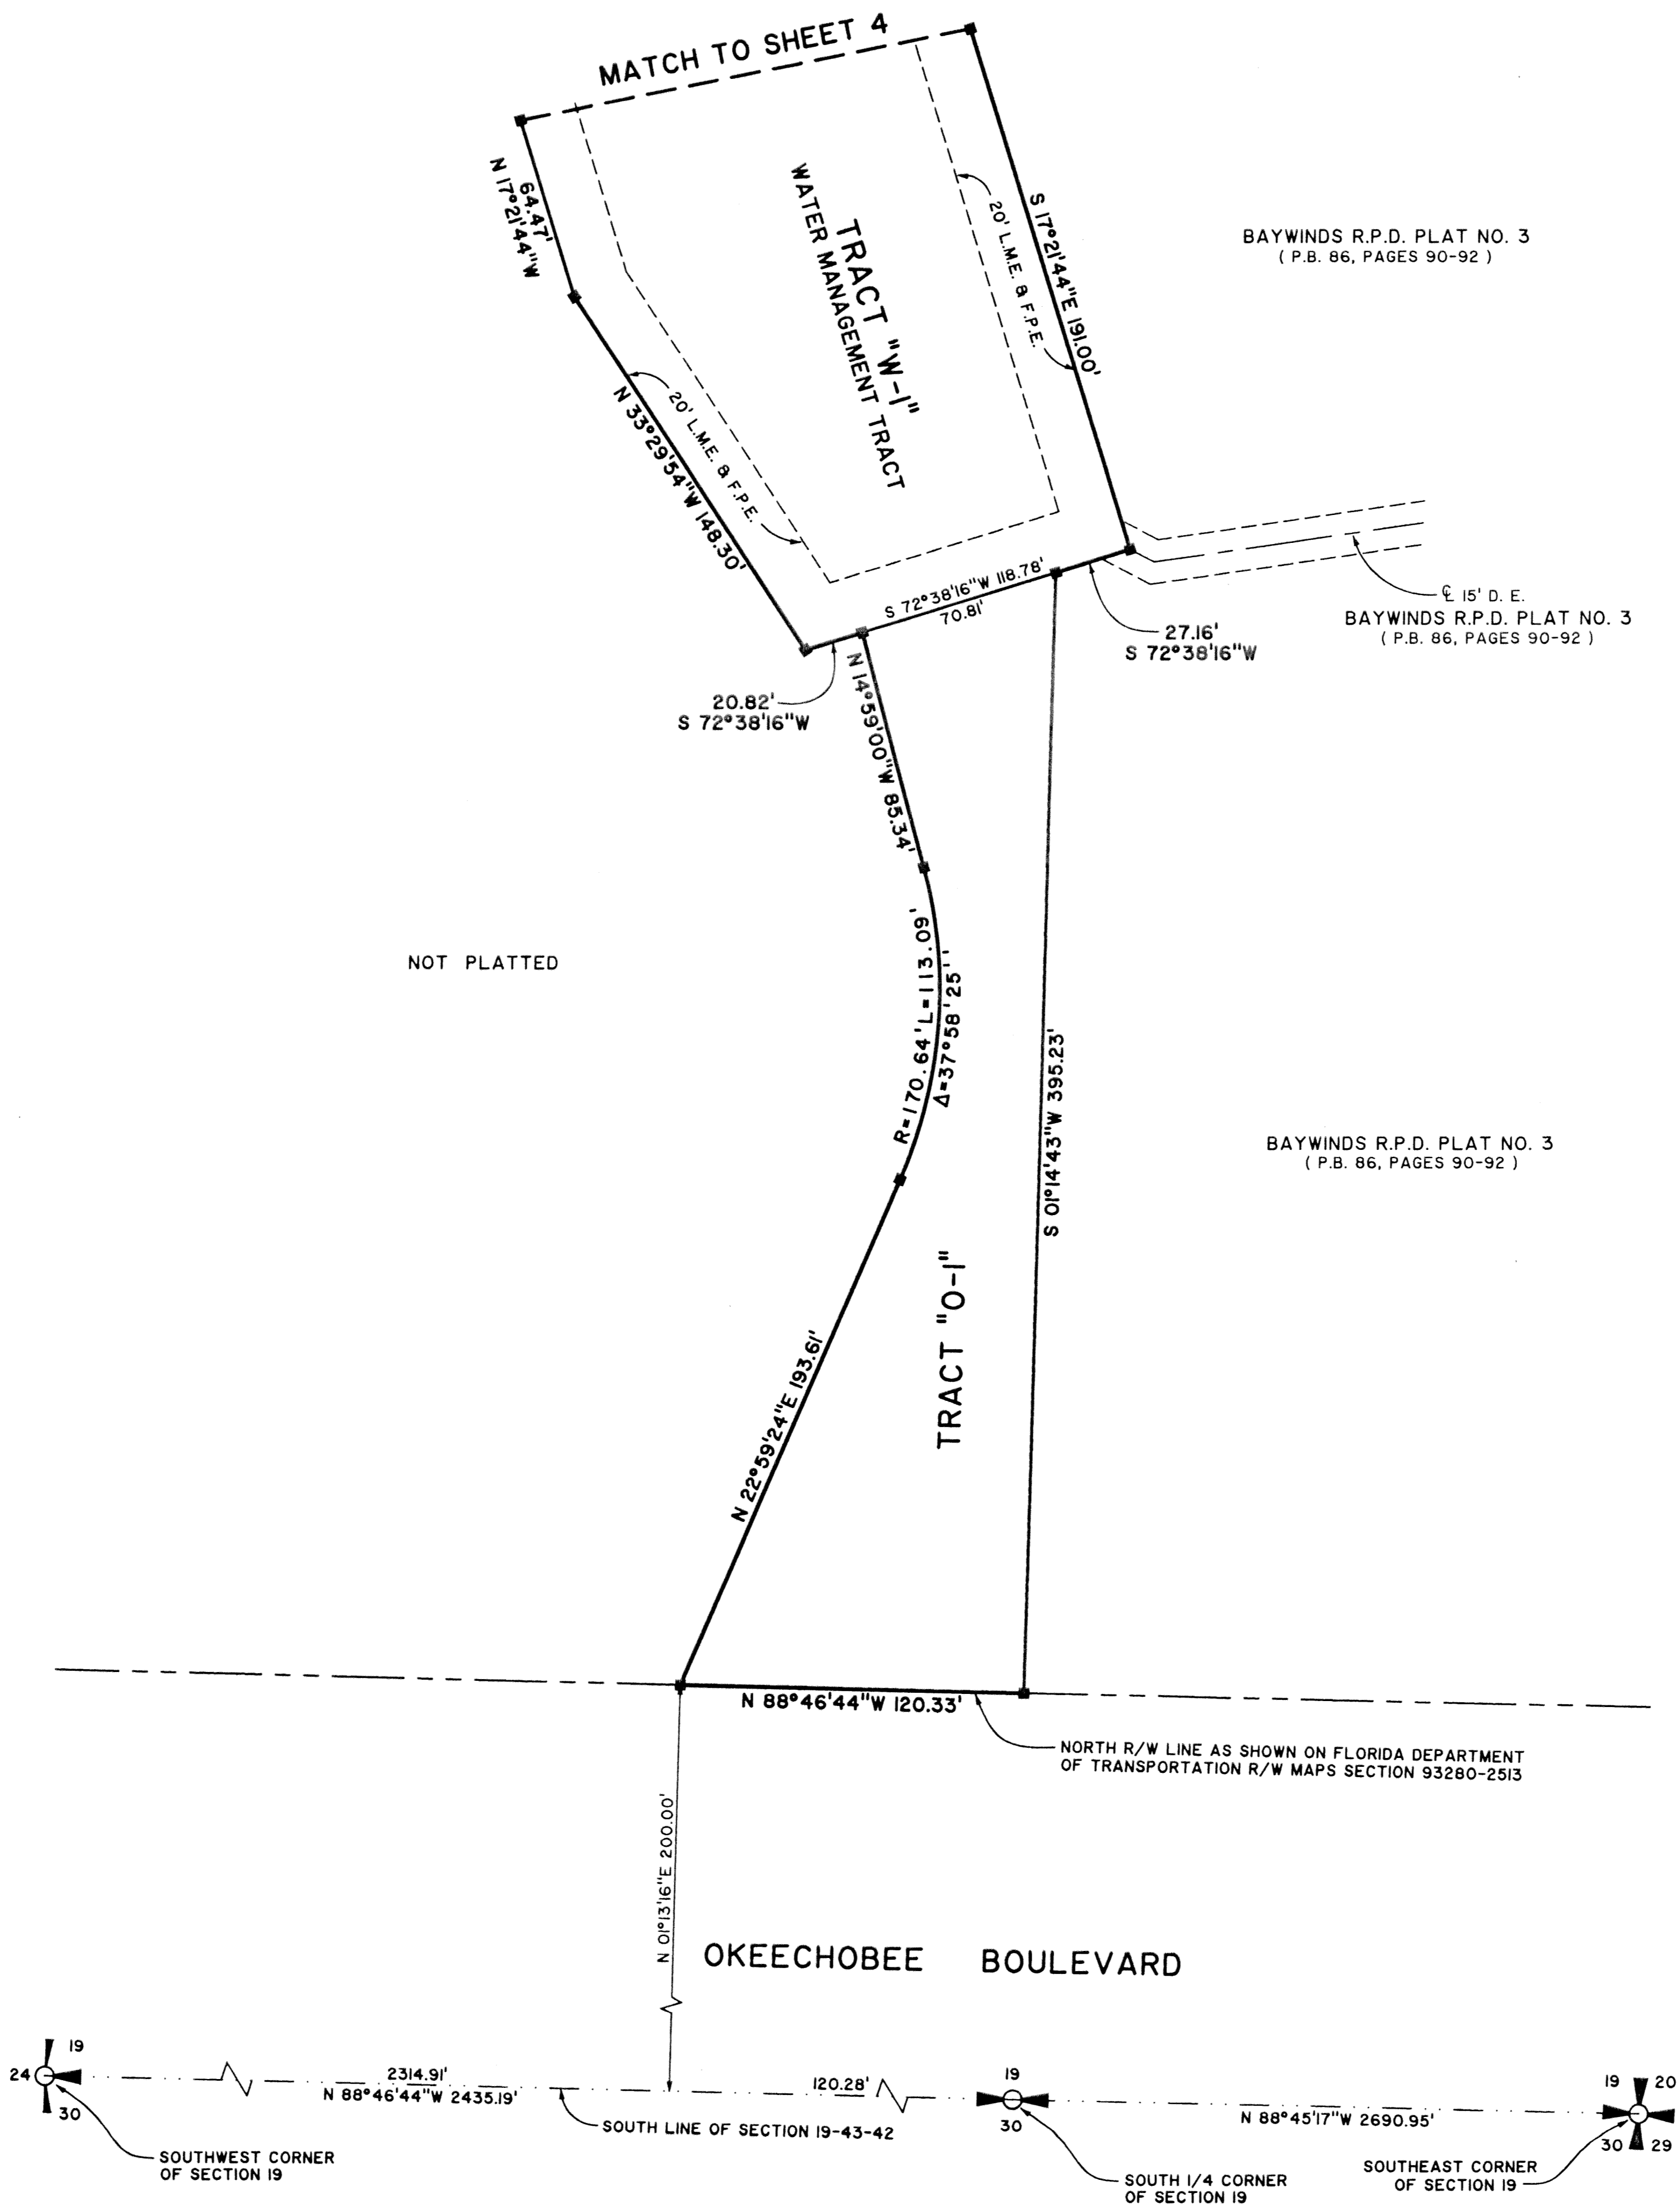 MATCH TO SHEET 4
64.47'
N 17°21'44"W
TRACT "W-1"
WATER MANAGEMENT TRACT
20' L.M.E. & F.P.E.
S 17°21'44"E 191.00'
BAYWINDS R.P.D. PLAT NO. 3
( P.B. 86, PAGES 90-92 )
20' L.M.E. & F.P.E.
N 33°29'54"W 148.30'
S 72°38'16"W 118.78'
70.81'
℄ 15' D. E.
BAYWINDS R.P.D. PLAT NO. 3
( P.B. 86, PAGES 90-92 )
27.16'
S 72°38'16"W
20.82'
S 72°38'16"W
N 14°59'00"W 85.34'
NOT PLATTED
R=170.64' L=113.09'
Δ=37°58'25''
S 01°14'43"W 395.23'
BAYWINDS R.P.D. PLAT NO. 3
( P.B. 86, PAGES 90-92 )
TRACT "O-1"
N 22°59'24"E 193.61'
N 88°46'44"W 120.33'
NORTH R/W LINE AS SHOWN ON FLORIDA DEPARTMENT
OF TRANSPORTATION R/W MAPS SECTION 93280-2513
N 01°13'16"E 200.00'
OKEECHOBEE BOULEVARD
19
24
30
2314.91'
N 88°46'44"W 2435.19'
120.28'
19
30
N 88°45'17"W 2690.95'
19 20
30 29
SOUTH LINE OF SECTION 19-43-42
SOUTHWEST CORNER
OF SECTION 19
SOUTH 1/4 CORNER
OF SECTION 19
SOUTHEAST CORNER
OF SECTION 19